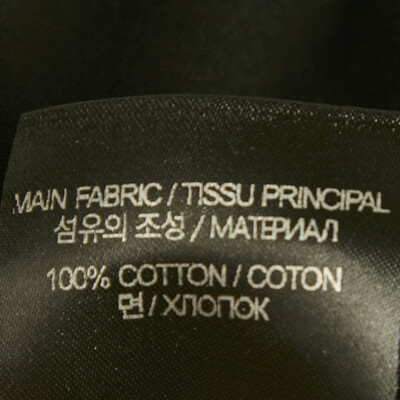 MAIN FABRIC / TISSU PRINCIPAL
섬유의 조성 / МАТЕРИАЛ
100% COTTON / COTON
면 / ХЛОПОК